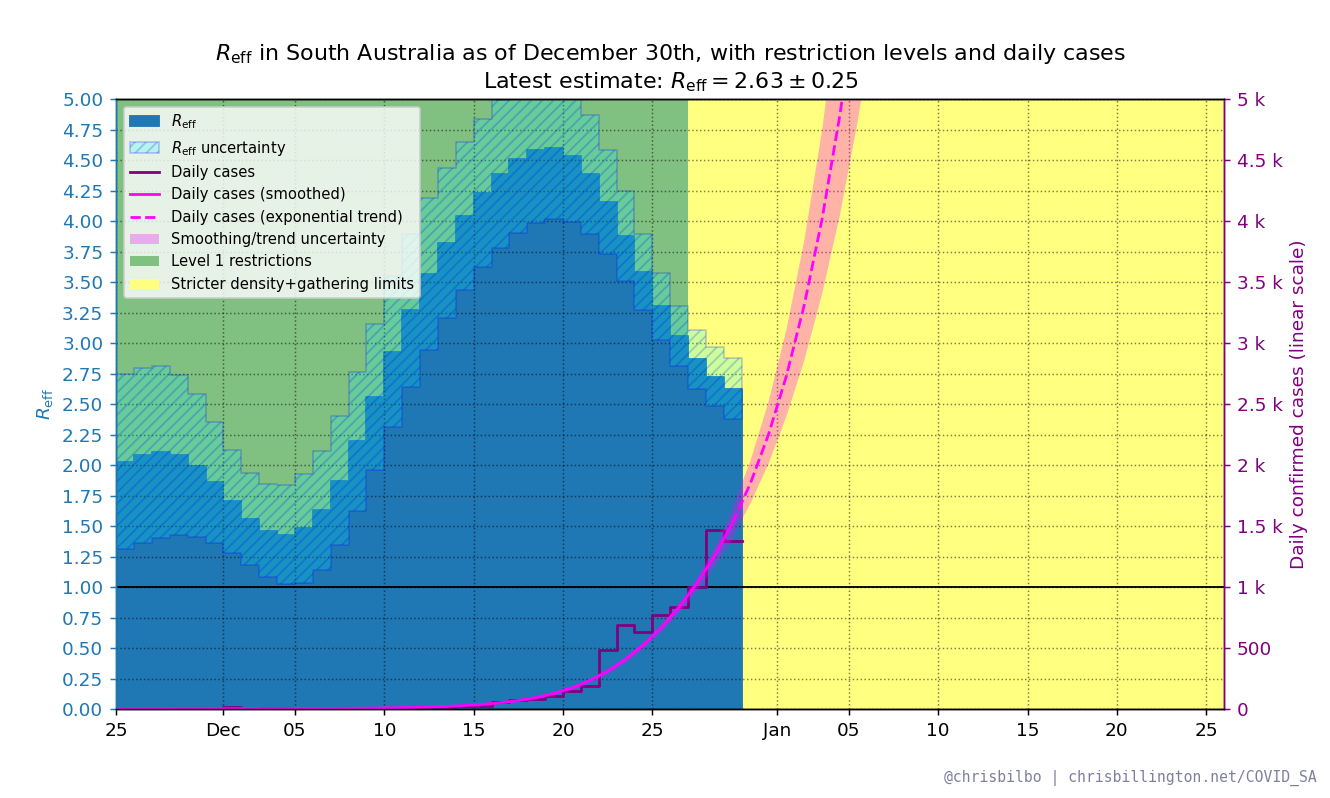 R_eff in South Australia as of December 30th, with restriction levels and daily cases
Latest estimate: R_eff = 2.63 ± 0.25
5.00
4.75
4.50
4.25
4.00
3.75
3.50
3.25
3.00
2.75
2.50
2.25
2.00
1.75
1.50
1.25
1.00
0.75
0.50
0.25
0.00
R_eff
R_eff
R_eff uncertainty
Daily cases
Daily cases (smoothed)
Daily cases (exponential trend)
Smoothing/trend uncertainty
Level 1 restrictions
Stricter density+gathering limits
5 k
4.5 k
4 k
3.5 k
3 k
2.5 k
2 k
1.5 k
1 k
500
0
Daily confirmed cases (linear scale)
25 Dec 05 10 15 20 25 Jan 05 10 15 20 25
@chrisbilbo | chrisbillington.net/COVID_SA